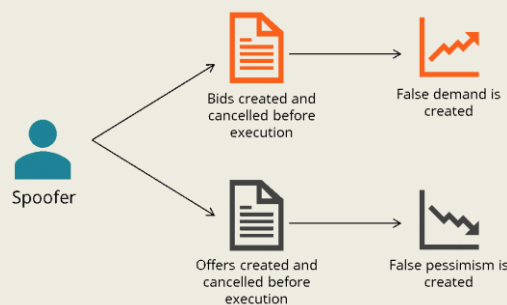 Bids created and
cancelled before
execution
False demand is
created
Spoofer
Offers created and
cancelled before
execution
False pessimism is
created